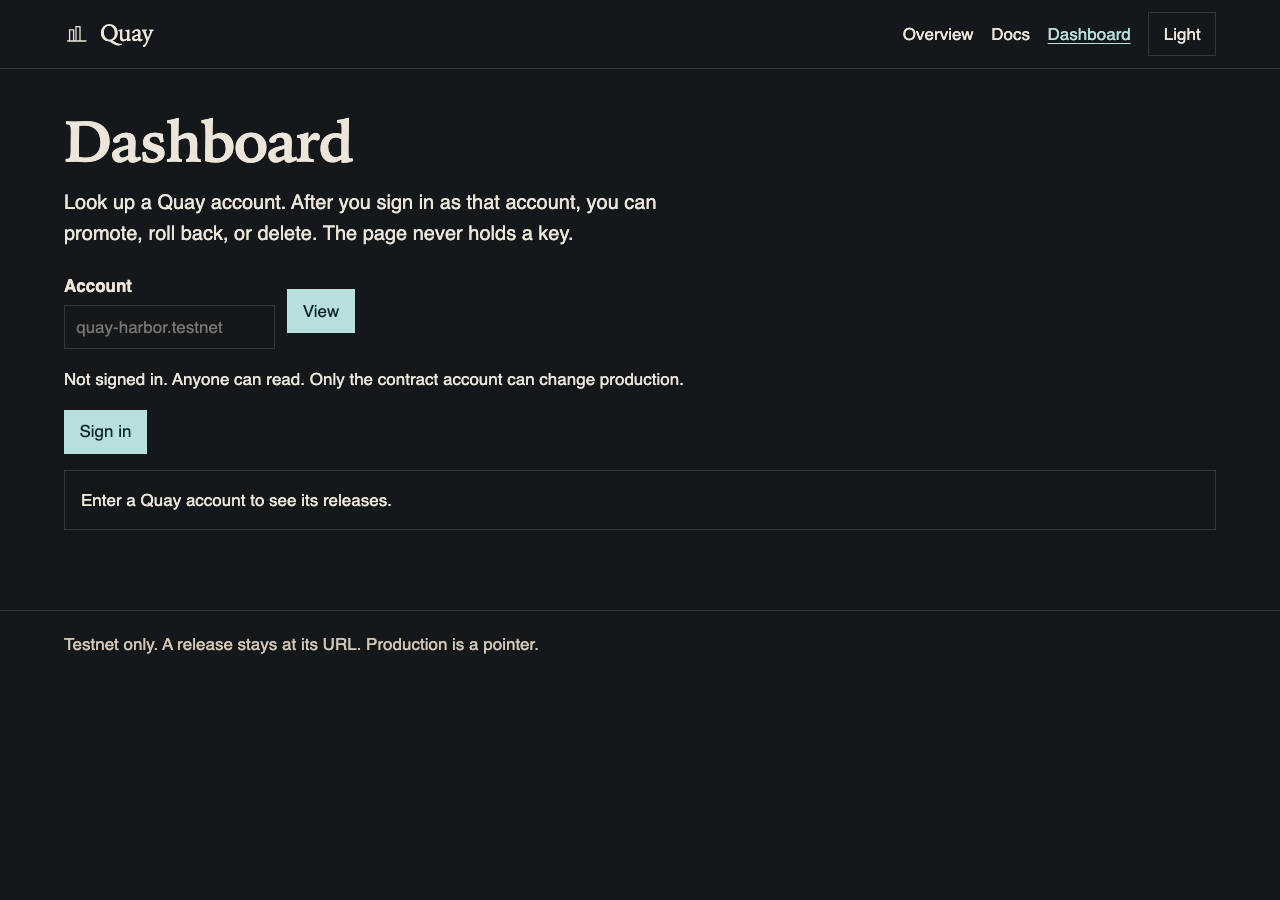 Quay
Overview Docs Dashboard Light
Dashboard
Look up a Quay account. After you sign in as that account, you can
promote, roll back, or delete. The page never holds a key.
Account
quay-harbor.testnet
View
Not signed in. Anyone can read. Only the contract account can change production.
Sign in
Enter a Quay account to see its releases.
Testnet only. A release stays at its URL. Production is a pointer.